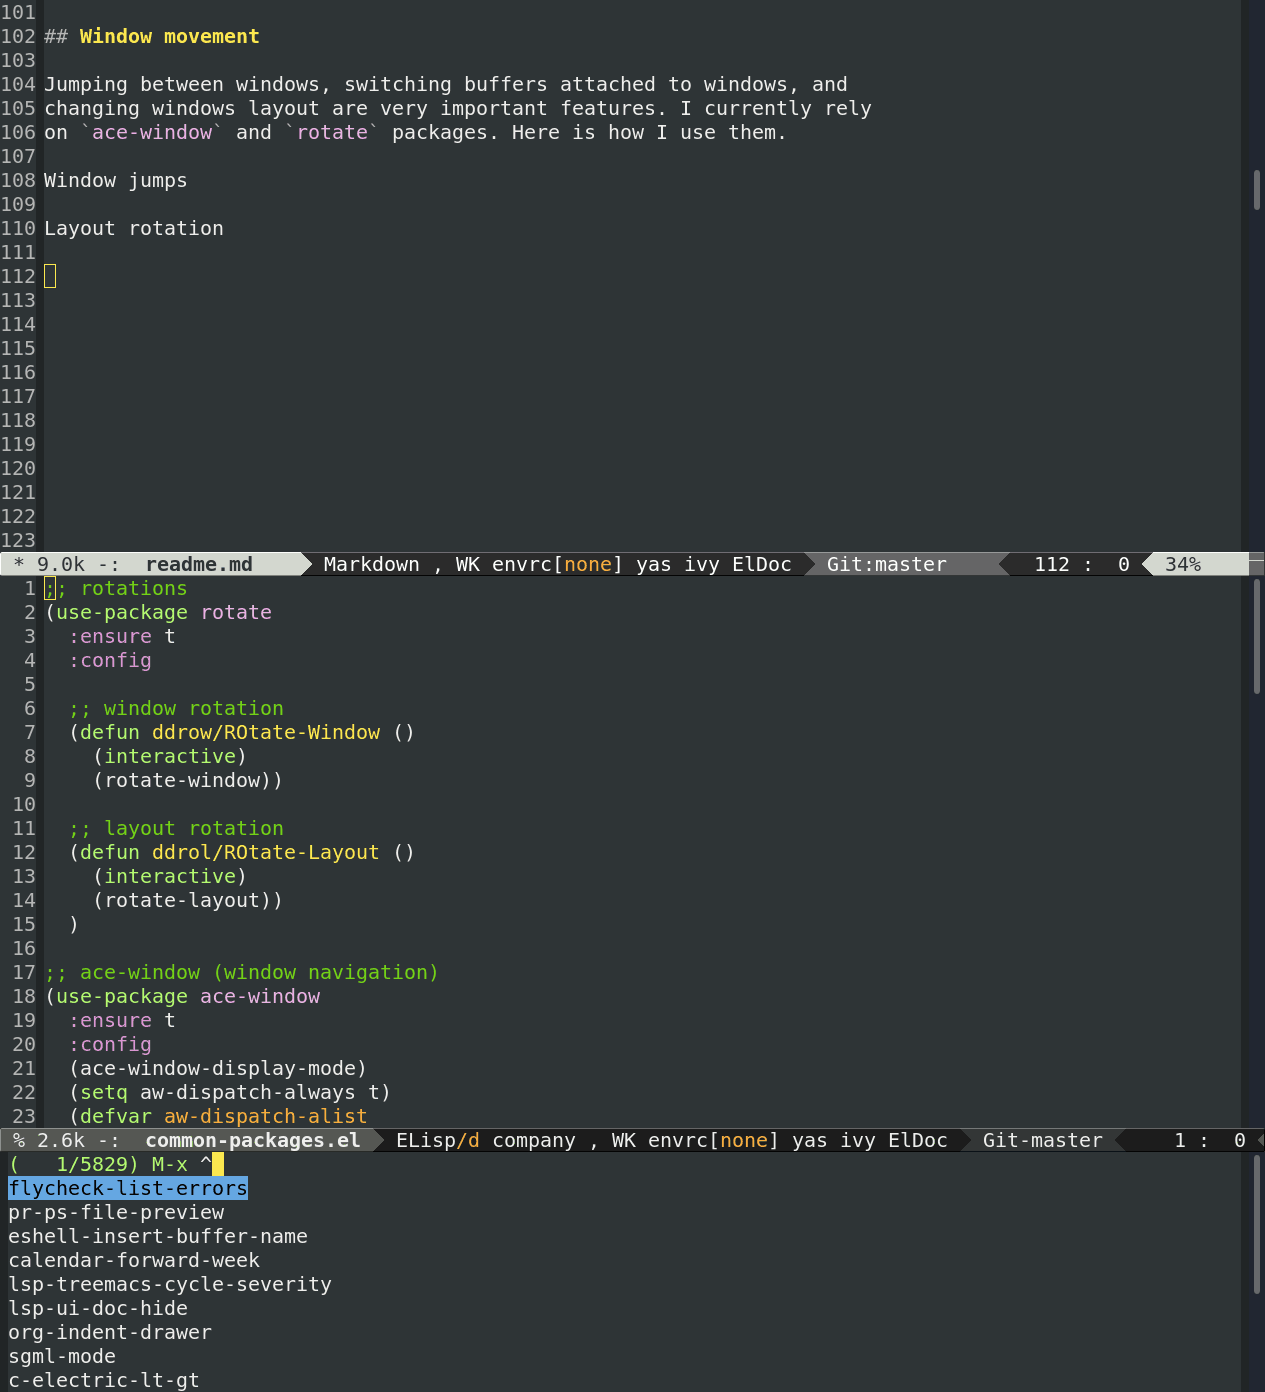 101
102 ## Window movement
103
104 Jumping between windows, switching buffers attached to windows, and
105 changing windows layout are very important features. I currently rely
106 on `ace-window` and `rotate` packages. Here is how I use them.
107
108 Window jumps
109
110 Layout rotation
111
112
113
114
115
116
117
118
119
120
121
122
123
* 9.0k -:  readme.md    Markdown , WK envrc[none] yas ivy ElDoc  Git:master    112 :  0  34%
1 ;; rotations
2 (use-package rotate
3   :ensure t
4   :config
5
6   ;; window rotation
7   (defun ddrow/ROtate-Window ()
8     (interactive)
9     (rotate-window))
10
11   ;; layout rotation
12   (defun ddrol/ROtate-Layout ()
13     (interactive)
14     (rotate-layout))
15   )
16
17 ;; ace-window (window navigation)
18 (use-package ace-window
19   :ensure t
20   :config
21   (ace-window-display-mode)
22   (setq aw-dispatch-always t)
23   (defvar aw-dispatch-alist
% 2.6k -:  common-packages.el  ELisp/d company , WK envrc[none] yas ivy ElDoc  Git-master    1 :  0
(   1/5829) M-x ^
flycheck-list-errors
pr-ps-file-preview
eshell-insert-buffer-name
calendar-forward-week
lsp-treemacs-cycle-severity
lsp-ui-doc-hide
org-indent-drawer
sgml-mode
c-electric-lt-gt